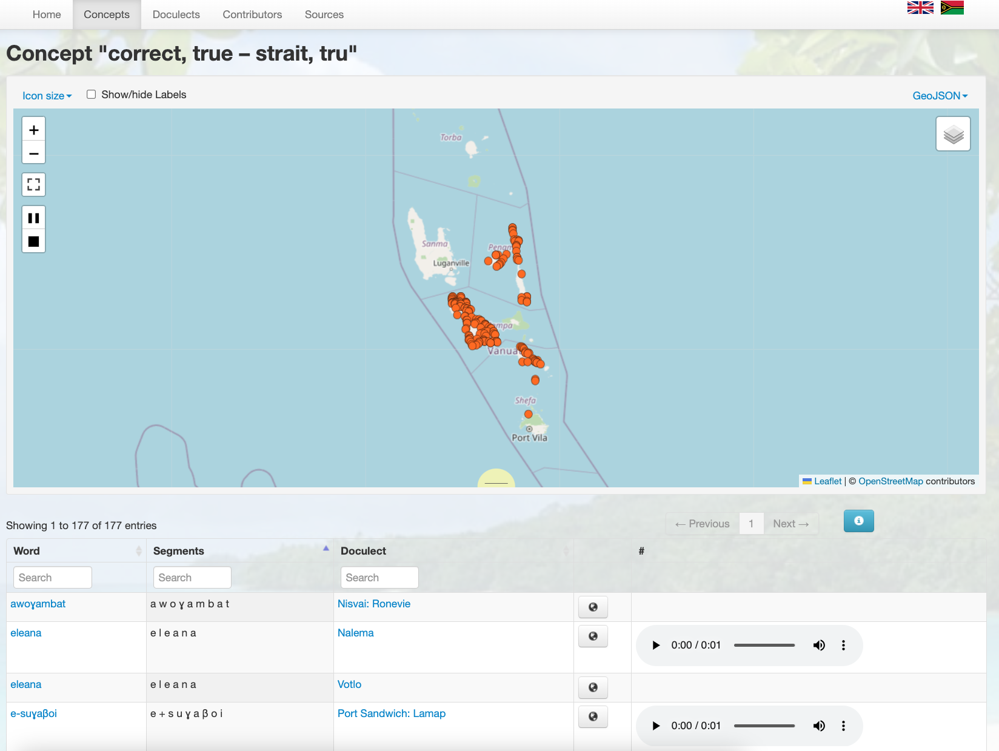 Home Concepts Doculects Contributors Sources
Concept "correct, true – strait, tru"
Icon size Show/hide Labels GeoJSON
+
−
Torba
Sanma
Luganville
Vanua
Shefa
Port Vila
Leaflet | © OpenStreetMap contributors
Showing 1 to 177 of 177 entries
← Previous 1 Next →
Word Segments Doculect #
Search Search Search
awoɣambat a w o ɣ a m b a t Nisvai: Ronevie
eleana e l e a n a Nalema
0:00 / 0:01
eleana e l e a n a Votlo
e-suɣaβoi e + s u ɣ a β o i Port Sandwich: Lamap
0:00 / 0:01